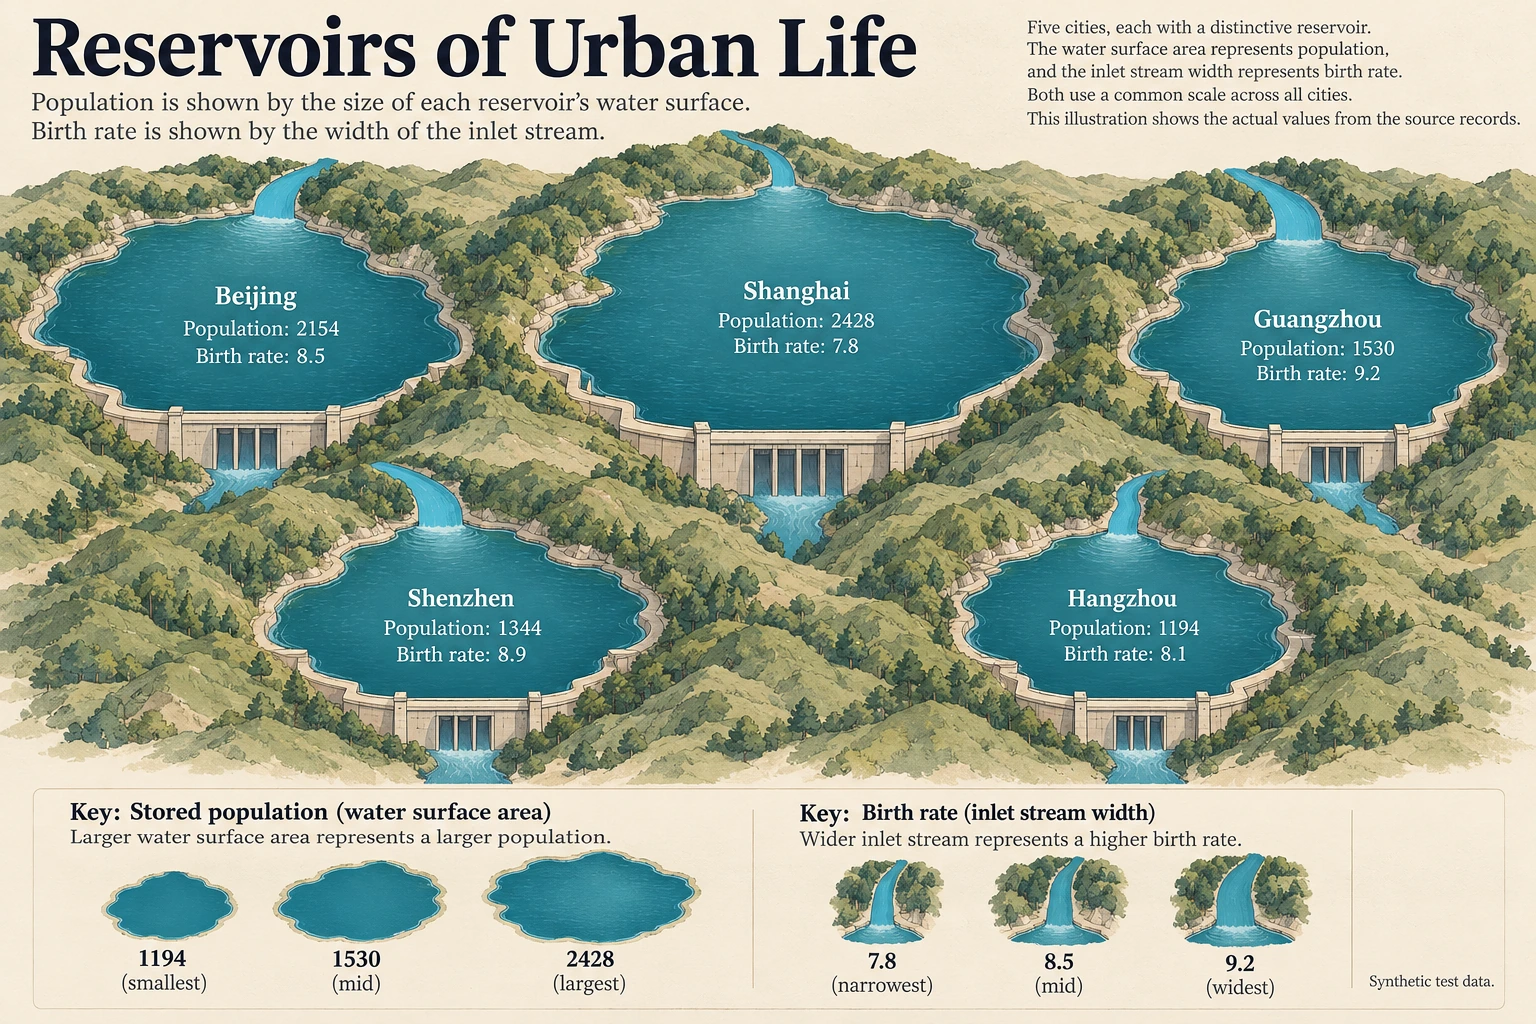 Reservoirs of Urban Life
Population is shown by the size of each reservoir’s water surface.
Birth rate is shown by the width of the inlet stream.
Five cities, each with a distinctive reservoir.
The water surface area represents population,
and the inlet stream width represents birth rate.
Both use a common scale across all cities.
This illustration shows the actual values from the source records.
Beijing
Population: 2154
Birth rate: 8.5
Shanghai
Population: 2428
Birth rate: 7.8
Guangzhou
Population: 1530
Birth rate: 9.2
Shenzhen
Population: 1344
Birth rate: 8.9
Hangzhou
Population: 1194
Birth rate: 8.1
Key: Stored population (water surface area)
Larger water surface area represents a larger population.
1194
(smallest)
1530
(mid)
2428
(largest)
Key: Birth rate (inlet stream width)
Wider inlet stream represents a higher birth rate.
7.8
(narrowest)
8.5
(mid)
9.2
(widest)
Synthetic test data.